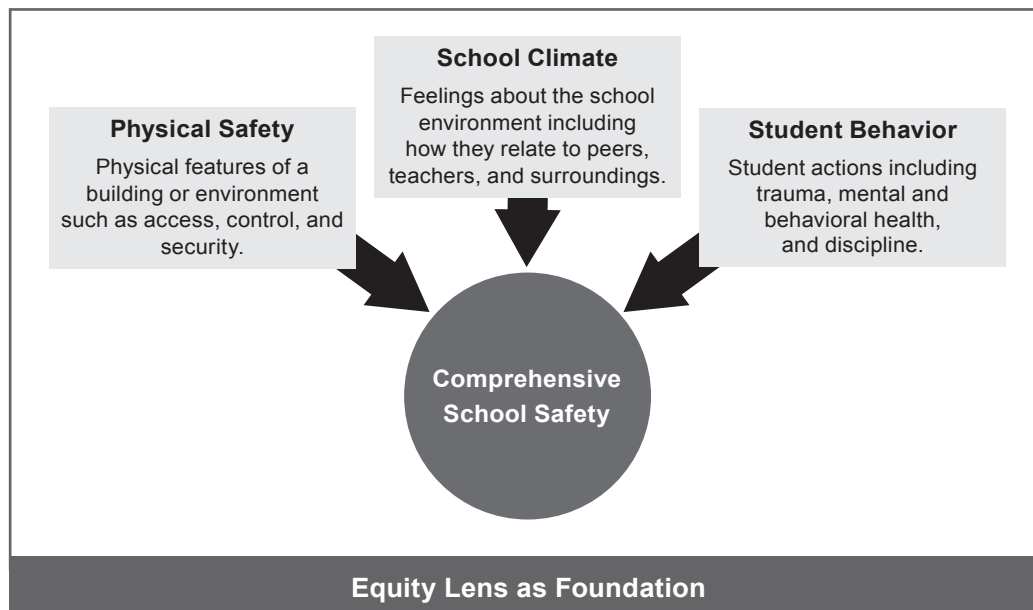 Physical Safety
Physical features of a
building or environment
such as access, control, and
security.
School Climate
Feelings about the school
environment including
how they relate to peers,
teachers, and surroundings.
Student Behavior
Student actions including
trauma, mental and
behavioral health,
and discipline.
Comprehensive
School Safety
Equity Lens as Foundation